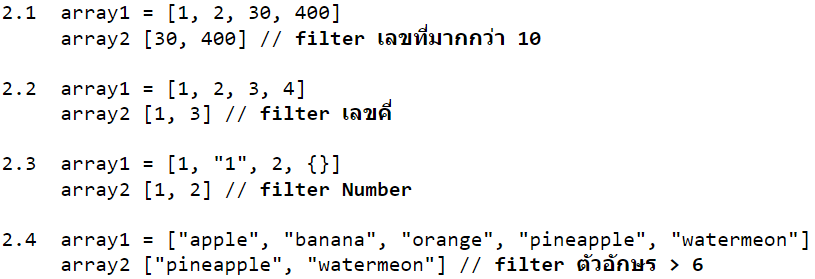 2.1 array1 = [1, 2, 30, 400]
array2 [30, 400] // filter เลขที่มากกว่า 10
2.2 array1 = [1, 2, 3, 4]
array2 [1, 3] // filter เลขคี่
2.3 array1 = [1, "1", 2, {}]
array2 [1, 2] // filter Number
2.4 array1 = ["apple", "banana", "orange", "pineapple", "watermeon"]
array2 ["pineapple", "watermeon"] // filter ตัวอักษร > 6